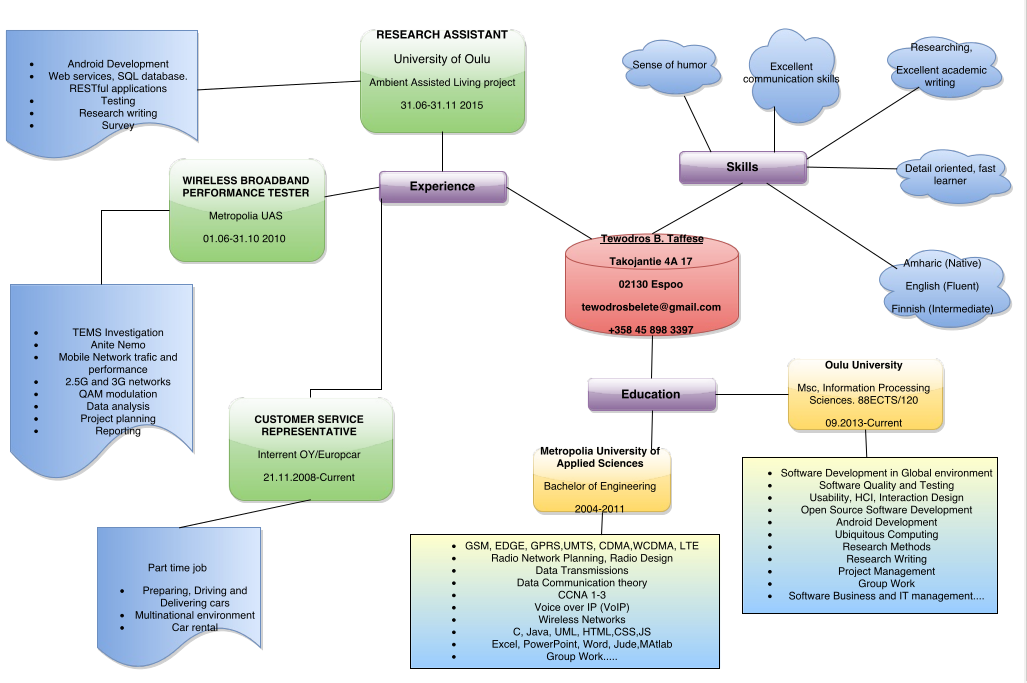 RESEARCH ASSISTANT
University of Oulu
Ambient Assisted Living project
31.06-31.11 2015
• Android Development
• Web services, SQL database.
RESTful applications
• Testing
• Research writing
• Survey
WIRELESS BROADBAND
PERFORMANCE TESTER
Metropolia UAS
01.06-31.10 2010
Experience
• TEMS Investigation
• Anite Nemo
• Mobile Network trafic and
performance
• 2.5G and 3G networks
• QAM modulation
• Data analysis
• Project planning
• Reporting
CUSTOMER SERVICE
REPRESENTATIVE
Interrent OY/Europcar
21.11.2008-Current
Part time job
• Preparing, Driving and
Delivering cars
• Multinational environment
• Car rental
Sense of humor
Excellent
communication skills
Researching,
Excellent academic
writing
Skills
Detail oriented, fast
learner
Amharic (Native)
English (Fluent)
Finnish (Intermediate)
Tewodros B. Taffese
Takojantie 4A 17
02130 Espoo
tewodrosbelete@gmail.com
+358 45 898 3397
Education
Oulu University
Msc, Information Processing
Sciences. 88ECTS/120
09.2013-Current
Metropolia University of
Applied Sciences
Bachelor of Engineering
2004-2011
• GSM, EDGE, GPRS,UMTS, CDMA,WCDMA, LTE
• Radio Network Planning, Radio Design
• Data Transmissions
• Data Communication theory
• CCNA 1-3
• Voice over IP (VoIP)
• Wireless Networks
• C, Java, UML, HTML,CSS,JS
• Excel, PowerPoint, Word, Jude,MAtlab
• Group Work.....
• Software Development in Global environment
• Software Quality and Testing
• Usability, HCI, Interaction Design
• Open Source Software Development
• Android Development
• Ubiquitous Computing
• Research Methods
• Research Writing
• Project Management
• Group Work
• Software Business and IT management....